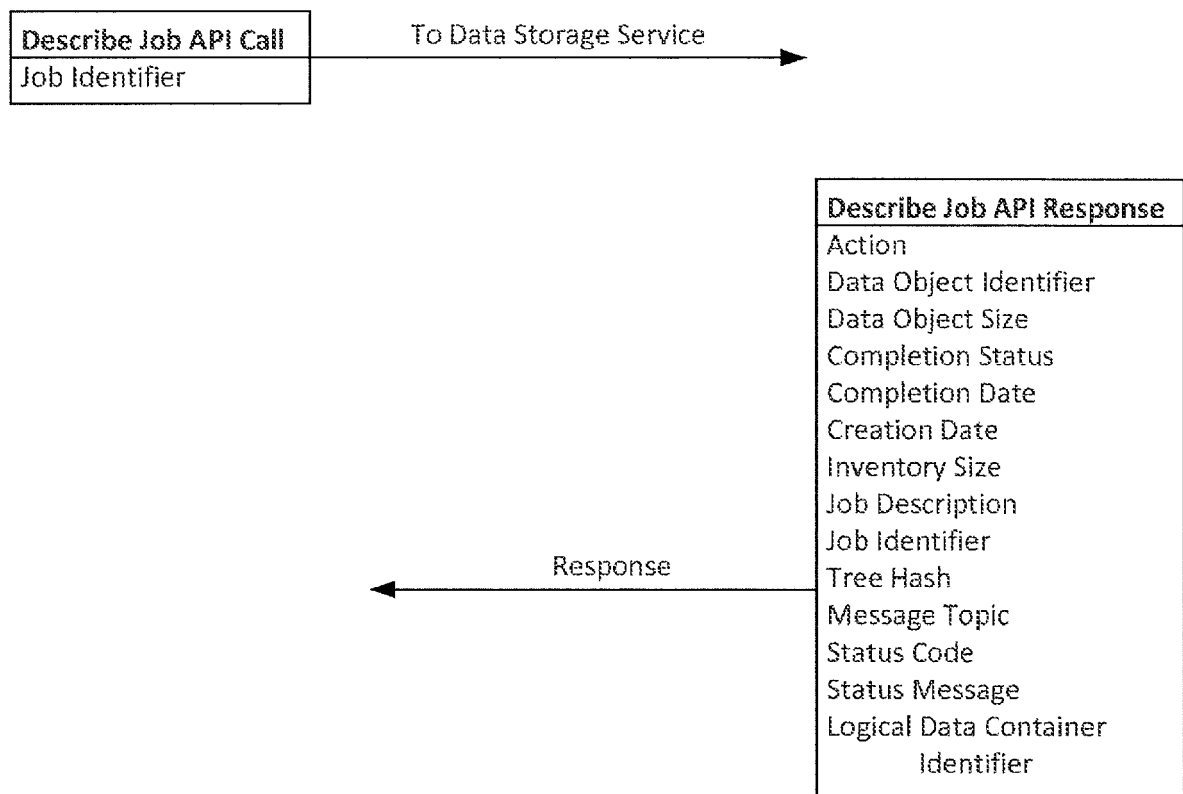 Describe Job API Call
To Data Storage Service
Job Identifier
Describe Job API Response
Action
Data Object Identifier
Data Object Size
Completion Status
Completion Date
Creation Date
Inventory Size
Job Description
Job Identifier
Response
Tree Hash
Message Topic
Status Code
Status Message
Logical Data Container
Identifier